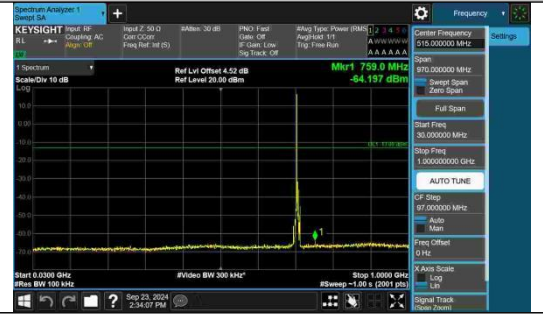 Spectrum Analyzer 1
Swept SA
+
Frequency
KEYSIGHT
RL
Input: RF
Coupling: AC
Align: Off
Input Z: 50 Ω
Corr CCorr
Freq Ref: Int (S)
#Atten: 30 dB
PNO: Fast
Gate: Off
IF Gain: Low
Sig Track: Off
#Avg Type: Power (RMS)
Avg|Hold: 1/1
Trig: Free Run
1 2 3 4 5 6
A W W W W W
A A A A A A
1 Spectrum
Scale/Div 10 dB
Ref Lvl Offset 4.52 dB
Ref Level 20.00 dBm
Mkr1 759.0 MHz
-64.197 dBm
Log
10.0
0.00
-10.0
-20.0
-30.0
-40.0
-50.0
-60.0
-70.0
1
Start 0.0300 GHz
#Res BW 100 kHz
#Video BW 300 kHz*
Stop 1.0000 GHz
#Sweep ~1.00 s (2001 pts)
Sep 23, 2024
2:34:07 PM
Center Frequency
515.000000 MHz
Settings
Span
970.000000 MHz
Swept Span
Zero Span
Full Span
Start Freq
30.000000 MHz
Stop Freq
1.000000000 GHz
AUTO TUNE
CF Step
97.000000 MHz
Auto
Man
Freq Offset
0 Hz
X Axis Scale
Log
Lin
Signal Track
(Span Zoom)